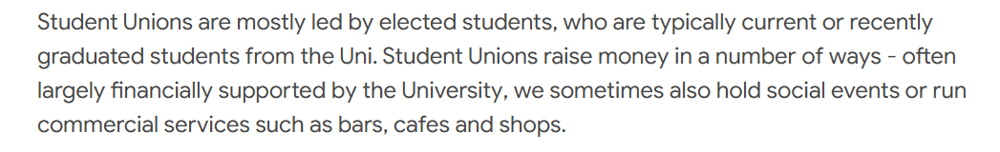 Student Unions are mostly led by elected students, who are typically current or recently
graduated students from the Uni. Student Unions raise money in a number of ways - often
largely financially supported by the University, we sometimes also hold social events or run
commercial services such as bars, cafes and shops.